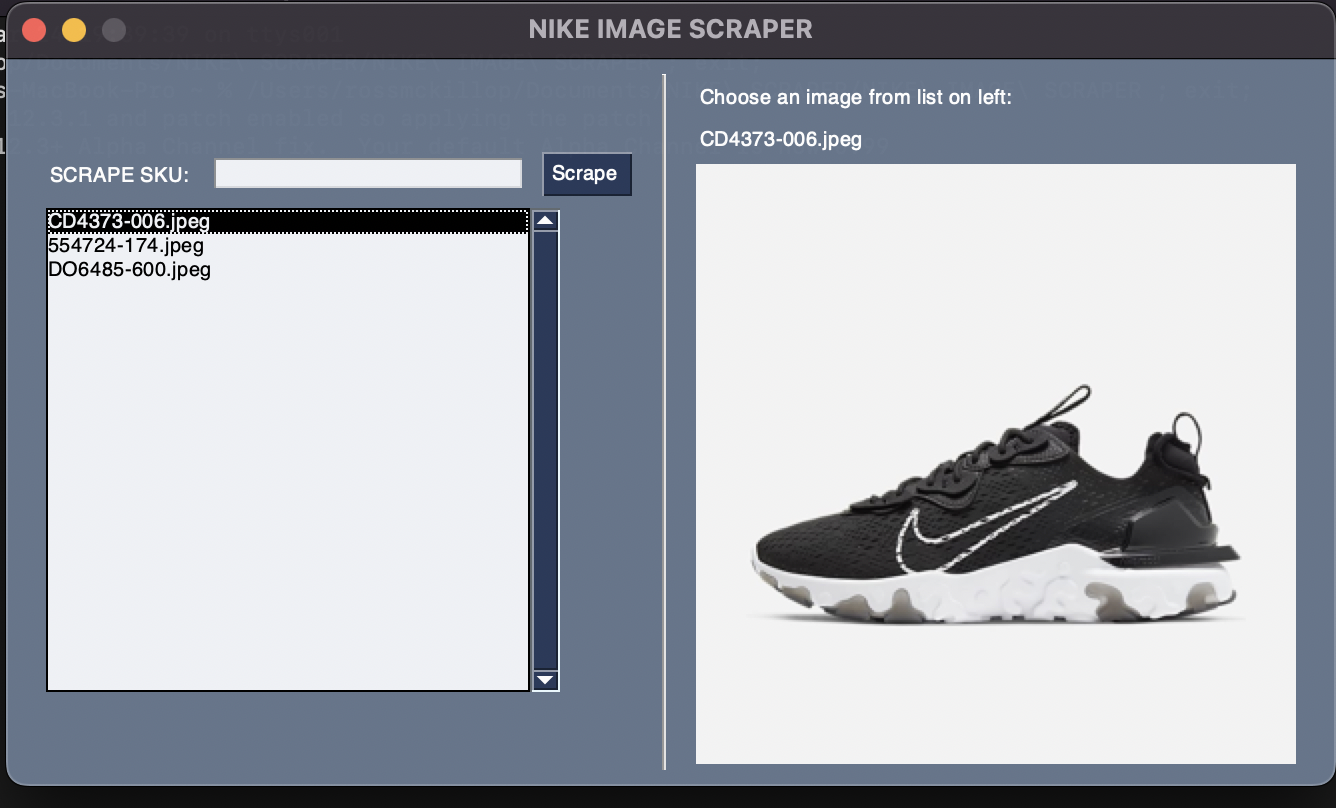 NIKE IMAGE SCRAPER
SCRAPE SKU:
Scrape
CD4373-006.jpeg
554724-174.jpeg
DO6485-600.jpeg
Choose an image from list on left:
CD4373-006.jpeg